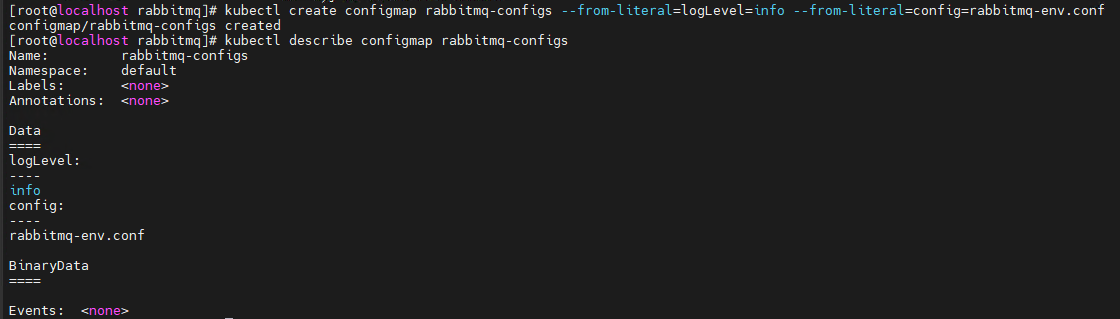 [root@localhost rabbitmq]# kubectl create configmap rabbitmq-configs --from-literal=logLevel=info --from-literal=config=rabbitmq-env.conf
configmap/rabbitmq-configs created
[root@localhost rabbitmq]# kubectl describe configmap rabbitmq-configs
Name:         rabbitmq-configs
Namespace:    default
Labels:       <none>
Annotations:  <none>

Data
====
logLevel:
----
info
config:
----
rabbitmq-env.conf

BinaryData
====

Events:  <none>